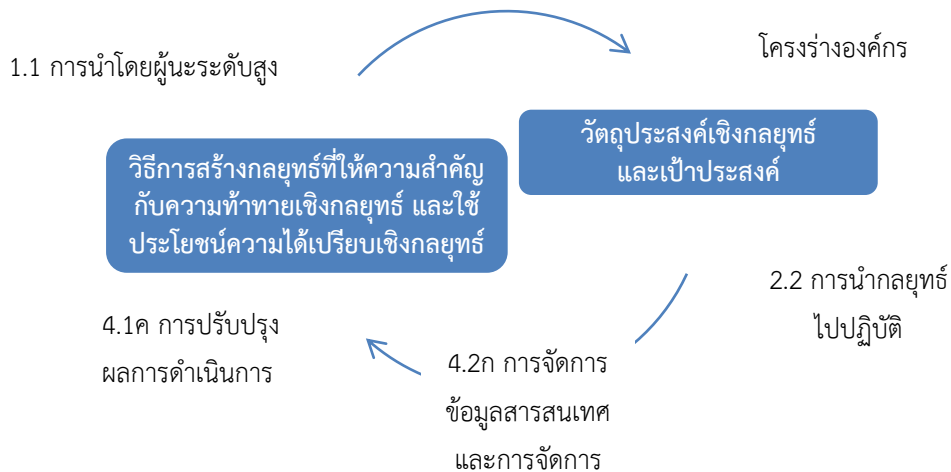 1.1 การนำโดยผู้นะระดับสูง
โครงร่างองค์กร
วิธีการสร้างกลยุทธ์ที่ให้ความสำคัญ
กับความท้าทายเชิงกลยุทธ์ และใช้
ประโยชน์ความได้เปรียบเชิงกลยุทธ์
วัตถุประสงค์เชิงกลยุทธ์
และเป้าประสงค์
2.2 การนำกลยุทธ์
ไปปฏิบัติ
4.1ค การปรับปรุง
ผลการดำเนินการ
4.2ก การจัดการ
ข้อมูลสารสนเทศ
และการจัดการ